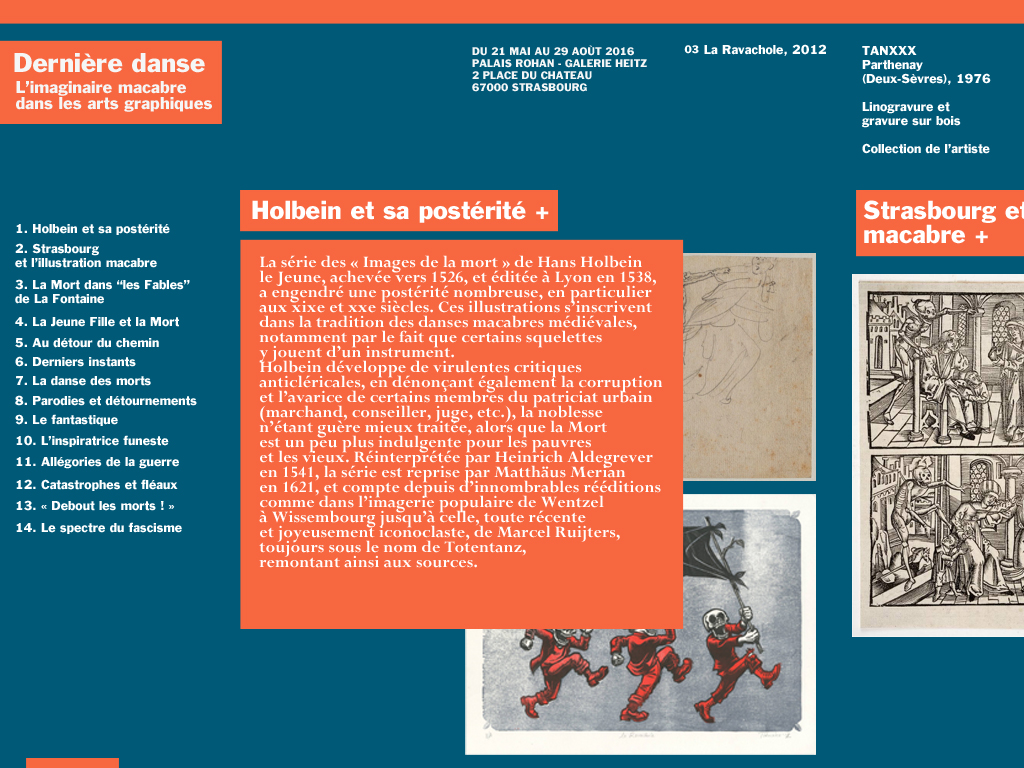 Dernière danse
L'imaginaire macabre
dans les arts graphiques
DU 21 MAI AU 29 AOÙT 2016
PALAIS ROHAN - GALERIE HEITZ
2 PLACE DU CHATEAU
67000 STRASBOURG
03 La Ravachole, 2012
TANXXX
Parthenay
(Deux-Sèvres), 1976
Linogravure et
gravure sur bois
Collection de l'artiste
1. Holbein et sa postérité
2. Strasbourg
et l'illustration macabre
3. La Mort dans “les Fables”
de La Fontaine
4. La Jeune Fille et la Mort
5. Au détour du chemin
6. Derniers instants
7. La danse des morts
8. Parodies et détournements
9. Le fantastique
10. L'inspiratrice funeste
11. Allégories de la guerre
12. Catastrophes et fléaux
13. « Debout les morts ! »
14. Le spectre du fascisme
Holbein et sa postérité +
La série des « Images de la mort » de Hans Holbein
le Jeune, achevée vers 1526, et éditée à Lyon en 1538,
a engendré une postérité nombreuse, en particulier
aux xixe et xxe siècles. Ces illustrations s'inscrivent
dans la tradition des danses macabres médiévales,
notamment par le fait que certains squelettes
y jouent d'un instrument.
Holbein développe de virulentes critiques
anticléricales, en dénonçant également la corruption
et l'avarice de certains membres du patriciat urbain
(marchand, conseiller, juge, etc.), la noblesse
n'étant guère mieux traitée, alors que la Mort
est un peu plus indulgente pour les pauvres
et les vieux. Réinterprétée par Heinrich Aldegrever
en 1541, la série est reprise par Matthäus Merian
en 1621, et compte depuis d'innombrables rééditions
comme dans l'imagerie populaire de Wentzel
à Wissembourg jusqu'à celle, toute récente
et joyeusement iconoclaste, de Marcel Ruijters,
toujours sous le nom de Totentanz,
remontant ainsi aux sources.
Strasbourg et
macabre +